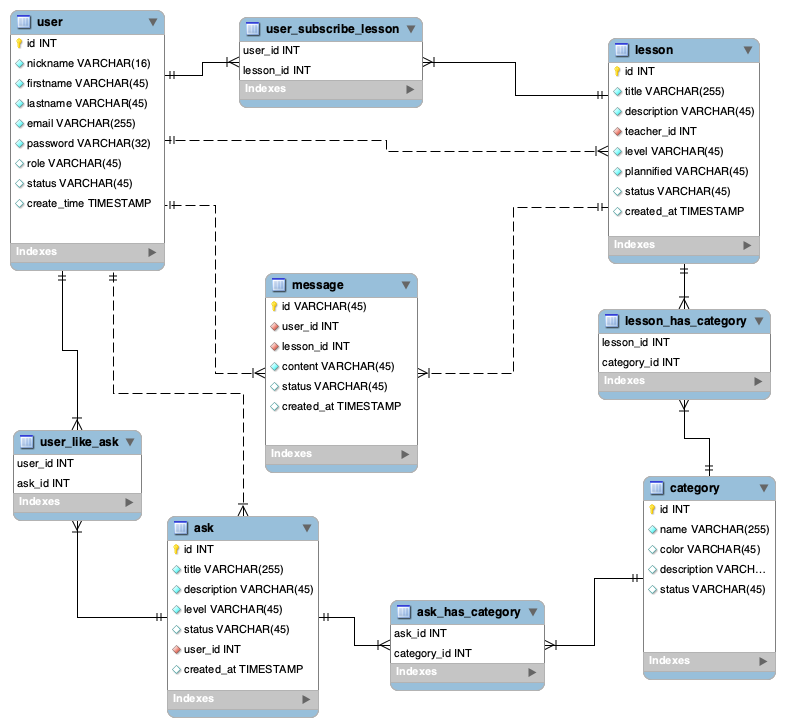 user
id INT
nickname VARCHAR(16)
firstname VARCHAR(45)
lastname VARCHAR(45)
email VARCHAR(255)
password VARCHAR(32)
role VARCHAR(45)
status VARCHAR(45)
create_time TIMESTAMP
Indexes
user_subscribe_lesson
user_id INT
lesson_id INT
Indexes
lesson
id INT
title VARCHAR(255)
description VARCHAR(45)
teacher_id INT
level VARCHAR(45)
plannified VARCHAR(45)
status VARCHAR(45)
created_at TIMESTAMP
Indexes
message
id VARCHAR(45)
user_id INT
lesson_id INT
content VARCHAR(45)
status VARCHAR(45)
created_at TIMESTAMP
Indexes
lesson_has_category
lesson_id INT
category_id INT
Indexes
user_like_ask
user_id INT
ask_id INT
Indexes
category
id INT
name VARCHAR(255)
color VARCHAR(45)
description VARCH...
status VARCHAR(45)
Indexes
ask
id INT
title VARCHAR(255)
description VARCHAR(45)
level VARCHAR(45)
status VARCHAR(45)
user_id INT
created_at TIMESTAMP
Indexes
ask_has_category
ask_id INT
category_id INT
Indexes